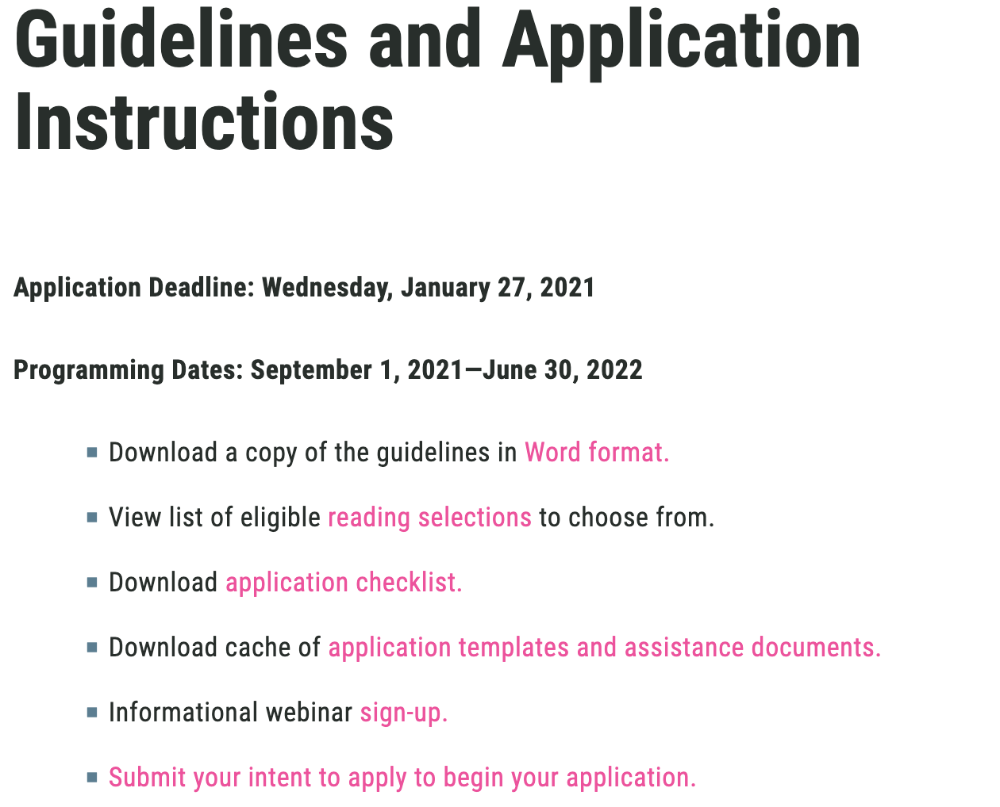 Guidelines and Application
Instructions
Application Deadline: Wednesday, January 27, 2021
Programming Dates: September 1, 2021—June 30, 2022
Download a copy of the guidelines in Word format.
View list of eligible reading selections to choose from.
Download application checklist.
Download cache of application templates and assistance documents.
Informational webinar sign-up.
Submit your intent to apply to begin your application.